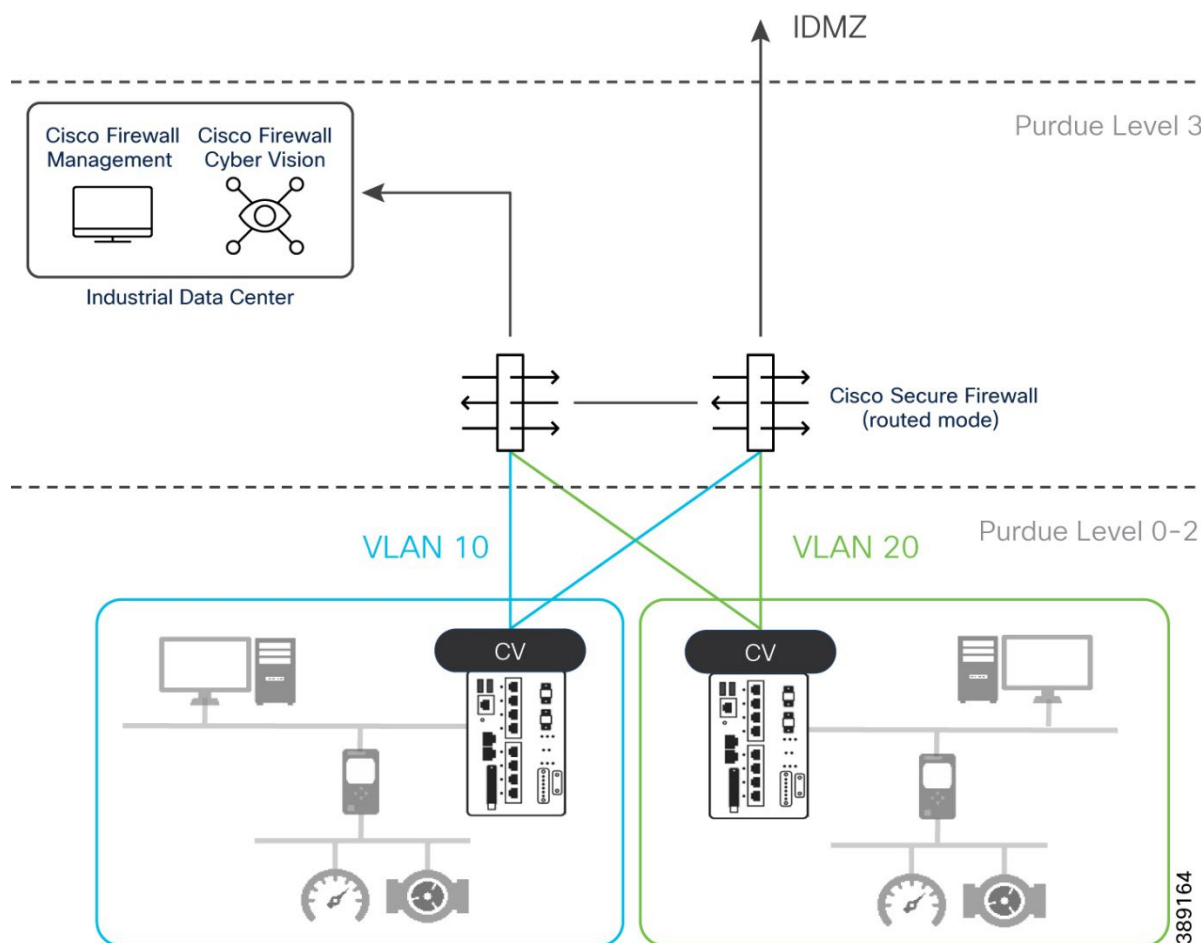 IDMZ
Purdue Level 3
Cisco Firewall
Management
Cisco Firewall
Cyber Vision
Industrial Data Center
Cisco Secure Firewall
(routed mode)
Purdue Level 0-2
VLAN 10
VLAN 20
CV
CV
389164